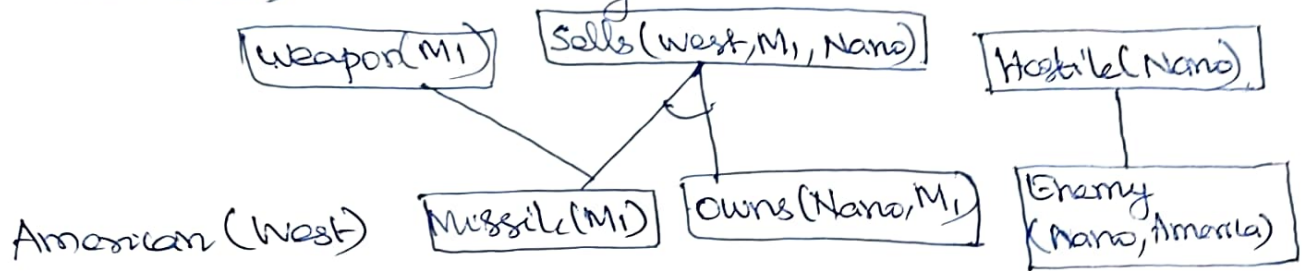 Weapon(M1)
Sells(West, M1, Nano)
Hostile(Nano)
American (West)
Missile(M1)
Owns(Nano, M1)
Enemy
(Nano, America)